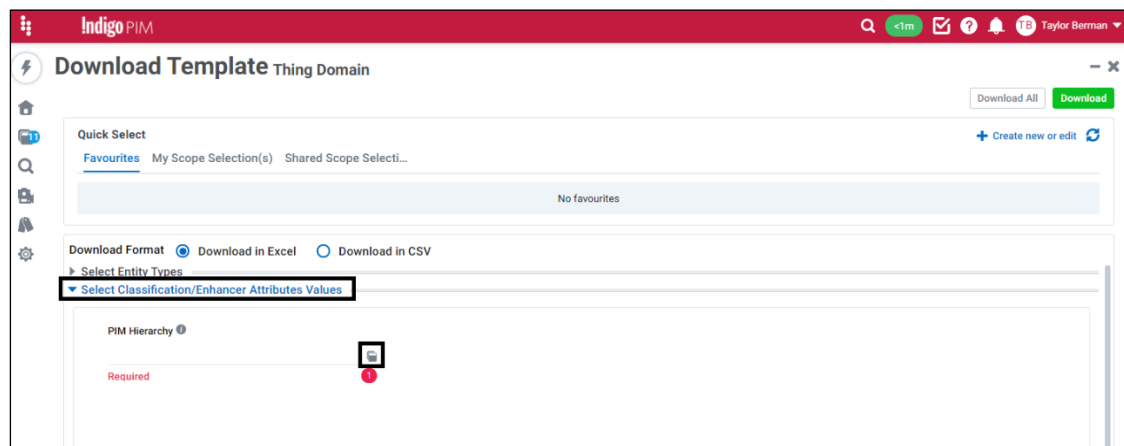 Indigo PIM
<1m
?
TB Taylor Berman
Download Template Thing Domain
Download All Download
11
Quick Select
+ Create new or edit
Favourites My Scope Selection(s) Shared Scope Selecti...
No favourites
Download Format Download in Excel Download in CSV
Select Entity Types
Select Classification/Enhancer Attributes Values
PIM Hierarchy i
Required 1